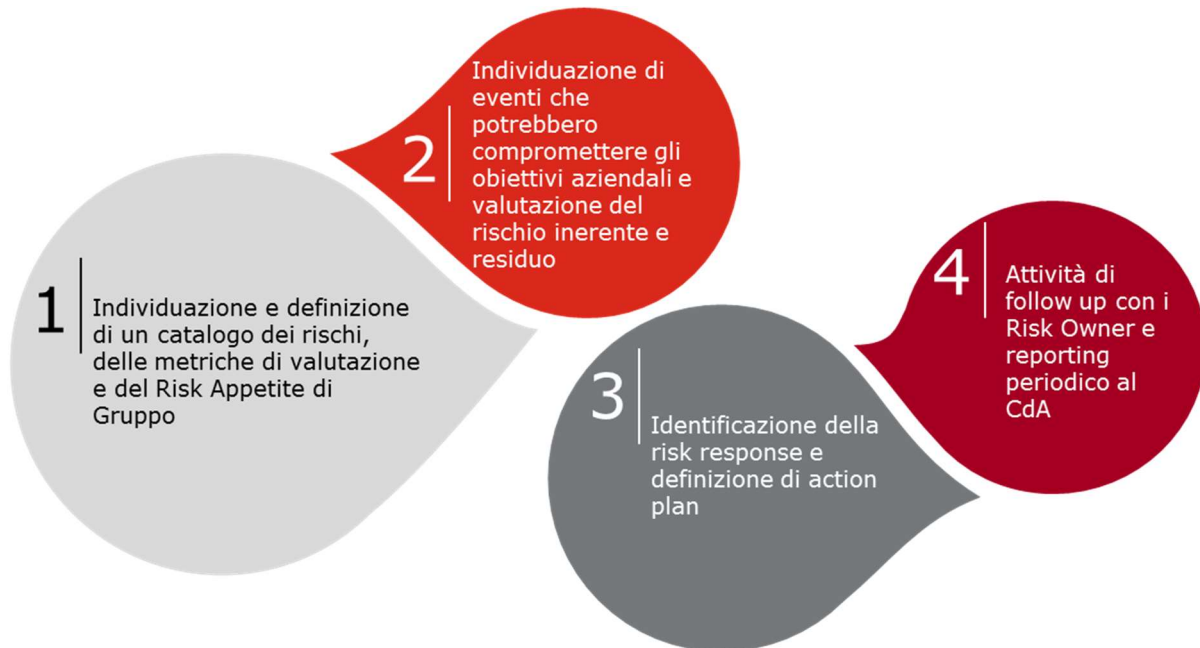 1
Individuazione e definizione
di un catalogo dei rischi,
delle metriche di valutazione
e del Risk Appetite di
Gruppo
2
Individuazione di
eventi che
potrebbero
compromettere gli
obiettivi aziendali e
valutazione del
rischio inerente e
residuo
3
Identificazione della
risk response e
definizione di action
plan
4
Attività di
follow up con i
Risk Owner e
reporting
periodico al
CdA